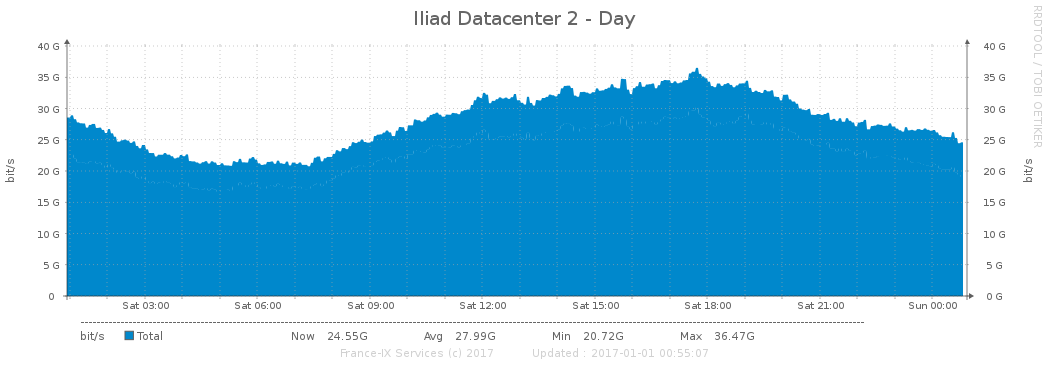 Iliad Datacenter 2 - Day
RRDTOOL / TOBI OETIKER
40 G 40 G
35 G 35 G
30 G 30 G
25 G 25 G
20 G 20 G
15 G 15 G
10 G 10 G
5 G 5 G
0 0 G
bit/s bit/s
Sat 03:00 Sat 06:00 Sat 09:00 Sat 12:00 Sat 15:00 Sat 18:00 Sat 21:00 Sun 00:00
bit/s Total Now 24.55G Avg 27.99G Min 20.72G Max 36.47G
France-IX Services (c) 2017 Updated : 2017-01-01 00:55:07